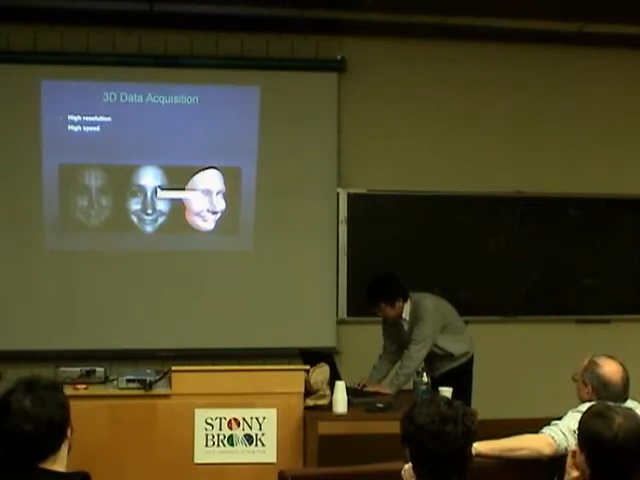 3D Data Acquisition
High resolution
High speed
STONY
BROOK